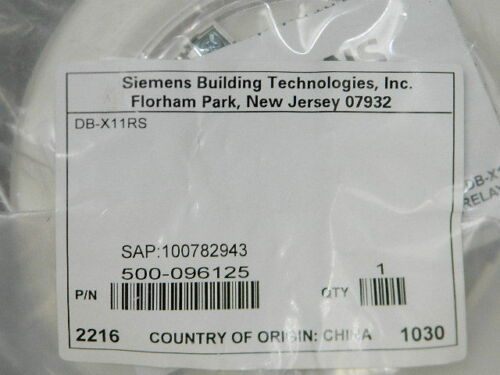 Siemens Building Technologies, Inc.
Florham Park, New Jersey 07932
DB-X11RS
SAP:100782943
500-096125
1
P/N
QTY
2216
COUNTRY OF ORIGIN: CHINA
1030
RELAY